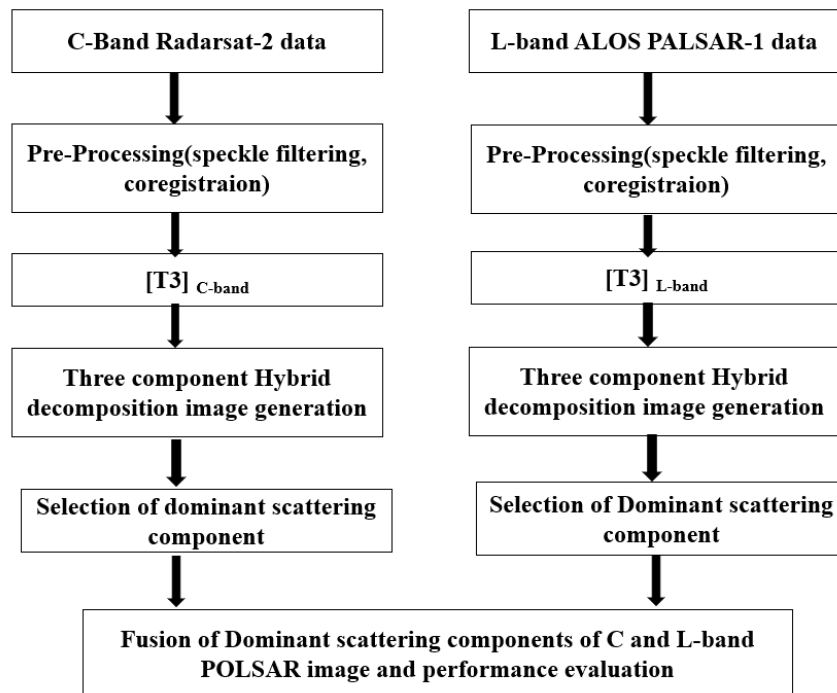 C-Band Radarsat-2 data
Pre-Processing(speckle filtering,
coregistraion)
[T3] C-band
Three component Hybrid
decomposition image generation
Selection of dominant scattering
component
L-band ALOS PALSAR-1 data
Pre-Processing(speckle filtering,
coregistraion)
[T3] L-band
Three component Hybrid
decomposition image generation
Selection of Dominant scattering
component
Fusion of Dominant scattering components of C and L-band
POLSAR image and performance evaluation